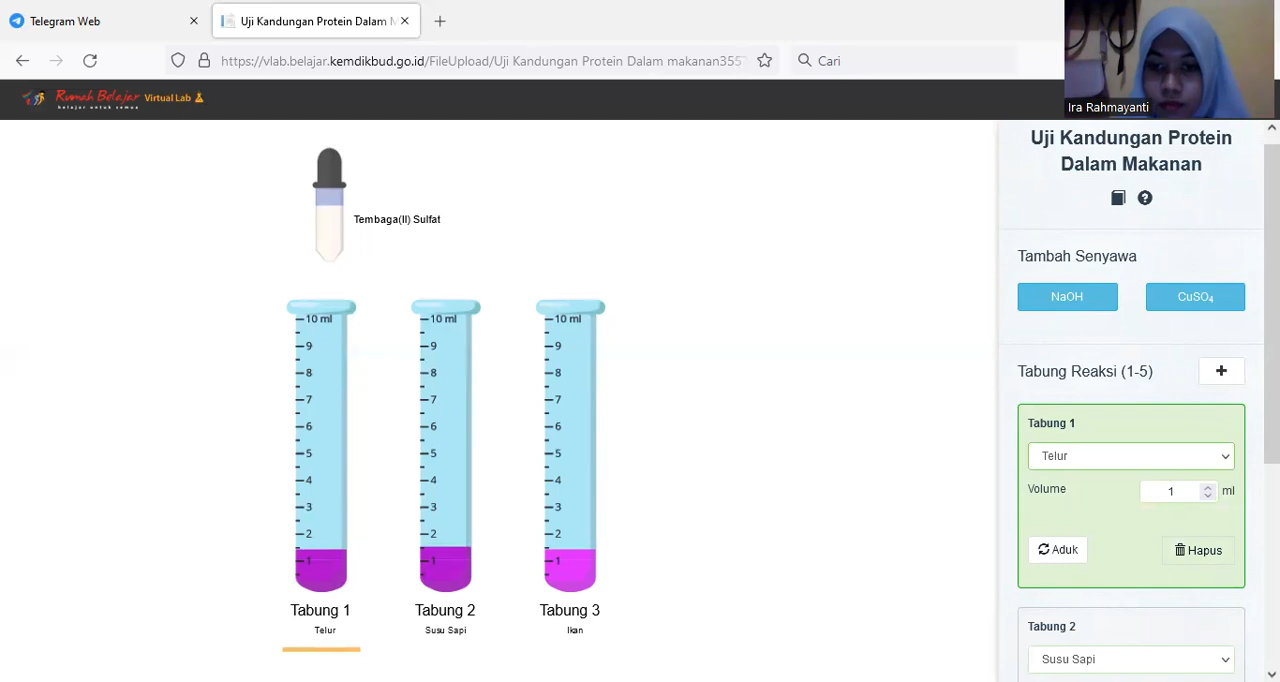 Telegram Web
Uji Kandungan Protein Dalam M
https://vlab.belajar.kemdikbud.go.id/FileUpload/Uji Kandungan Protein Dalam makanan3557
Cari
Ira Rahmayanti
Rumah Belajar
belajar untuk semua
Virtual Lab
Uji Kandungan Protein
Dalam Makanan
Tembaga(II) Sulfat
Tambah Senyawa
NaOH
CuSO₄
Tabung Reaksi (1-5)
Tabung 1
Telur
Volume
1
ml
Aduk
Hapus
Tabung 2
Susu Sapi
10 ml
9
8
7
6
5
4
3
2
1
Tabung 1
Telur
10 ml
9
8
7
6
5
4
3
2
1
Tabung 2
Susu Sapi
10 ml
9
8
7
6
5
4
3
2
1
Tabung 3
Ikan